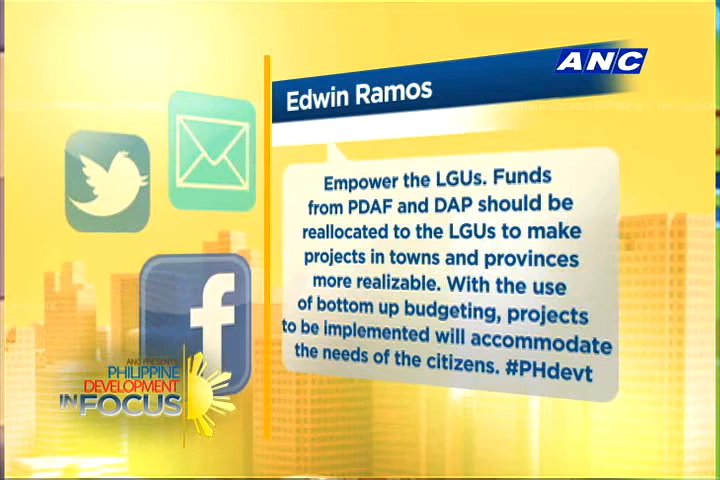 ANC
Edwin Ramos
Empower the LGUs. Funds
from PDAF and DAP should be
reallocated to the LGUs to make
projects in towns and provinces
more realizable. With the use
of bottom up budgeting, projects
to be implemented will accommodate
the needs of the citizens. #PHdevt
f
ANC PRESENTS
PHILIPPINE
DEVELOPMENT
IN FOCUS